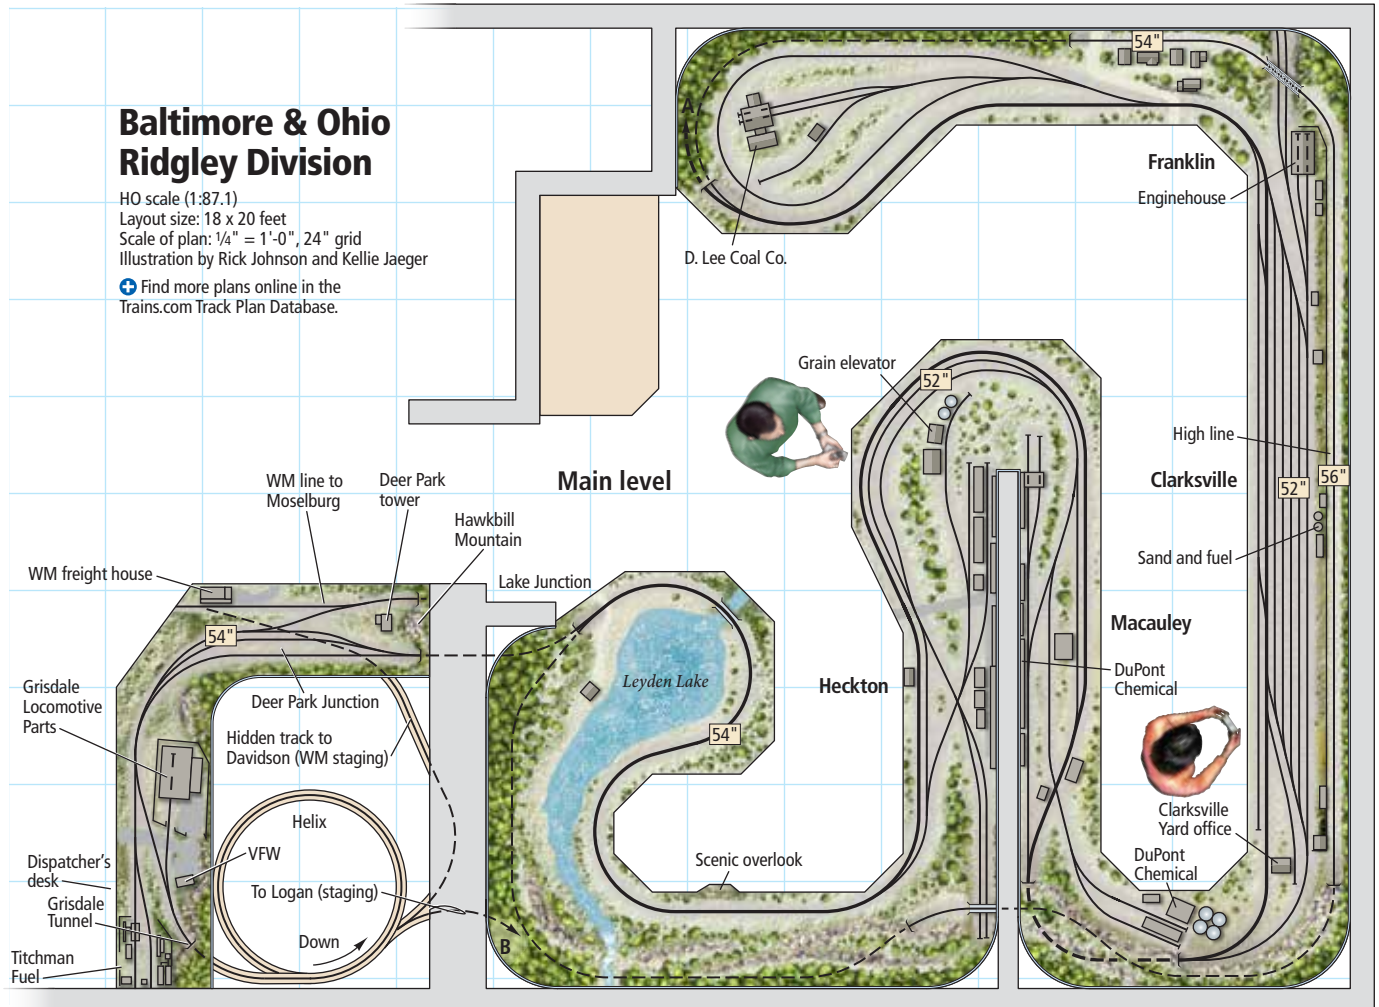 Baltimore & Ohio
Ridgley Division
HO scale (1:87.1)
Layout size: 18 x 20 feet
Scale of plan: ¼" = 1'-0", 24" grid
Illustration by Rick Johnson and Kellie Jaeger
Find more plans online in the
Trains.com Track Plan Database.
54"
A
Franklin
Enginehouse
D. Lee Coal Co.
Grain elevator
52"
High line
Main level
Clarksville
52"
56"
WM line to
Moselburg
Deer Park
tower
Hawkbill
Mountain
Sand and fuel
WM freight house
Lake Junction
54"
Macauley
Leyden Lake
Heckton
DuPont
Chemical
Grisdale
Locomotive
Parts
Deer Park Junction
54"
Hidden track to
Davidson (WM staging)
Helix
Clarksville
Yard office
VFW
Scenic overlook
DuPont
Chemical
Dispatcher's
desk
To Logan (staging)
Grisdale
Tunnel
Down
B
Titchman
Fuel